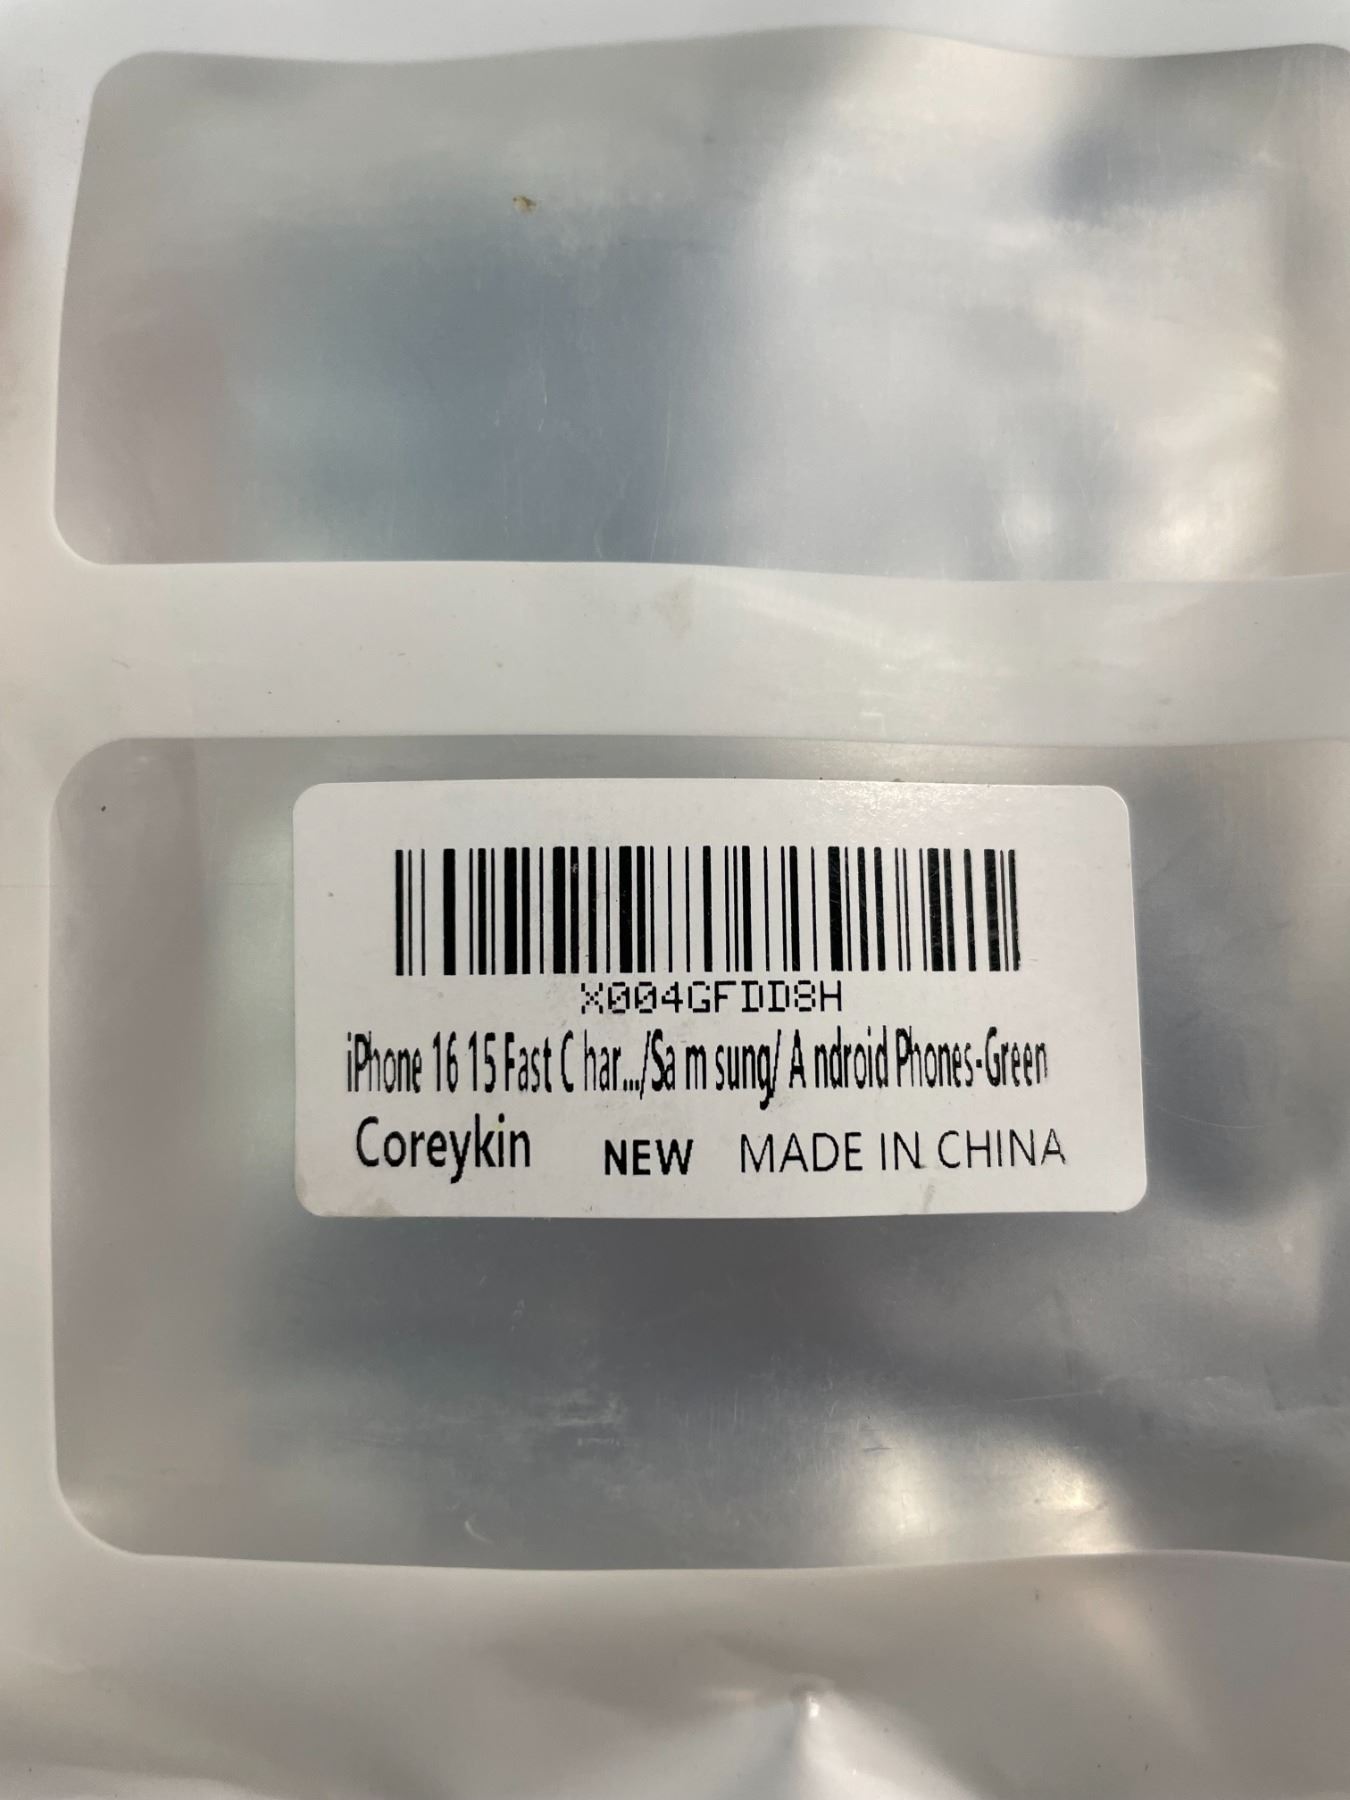 X004GFDD8H
iPhone 16 15 Fast C har.../Sa m sung/ A ndroid Phones-Green
Coreykin NEW MADE IN CHINA